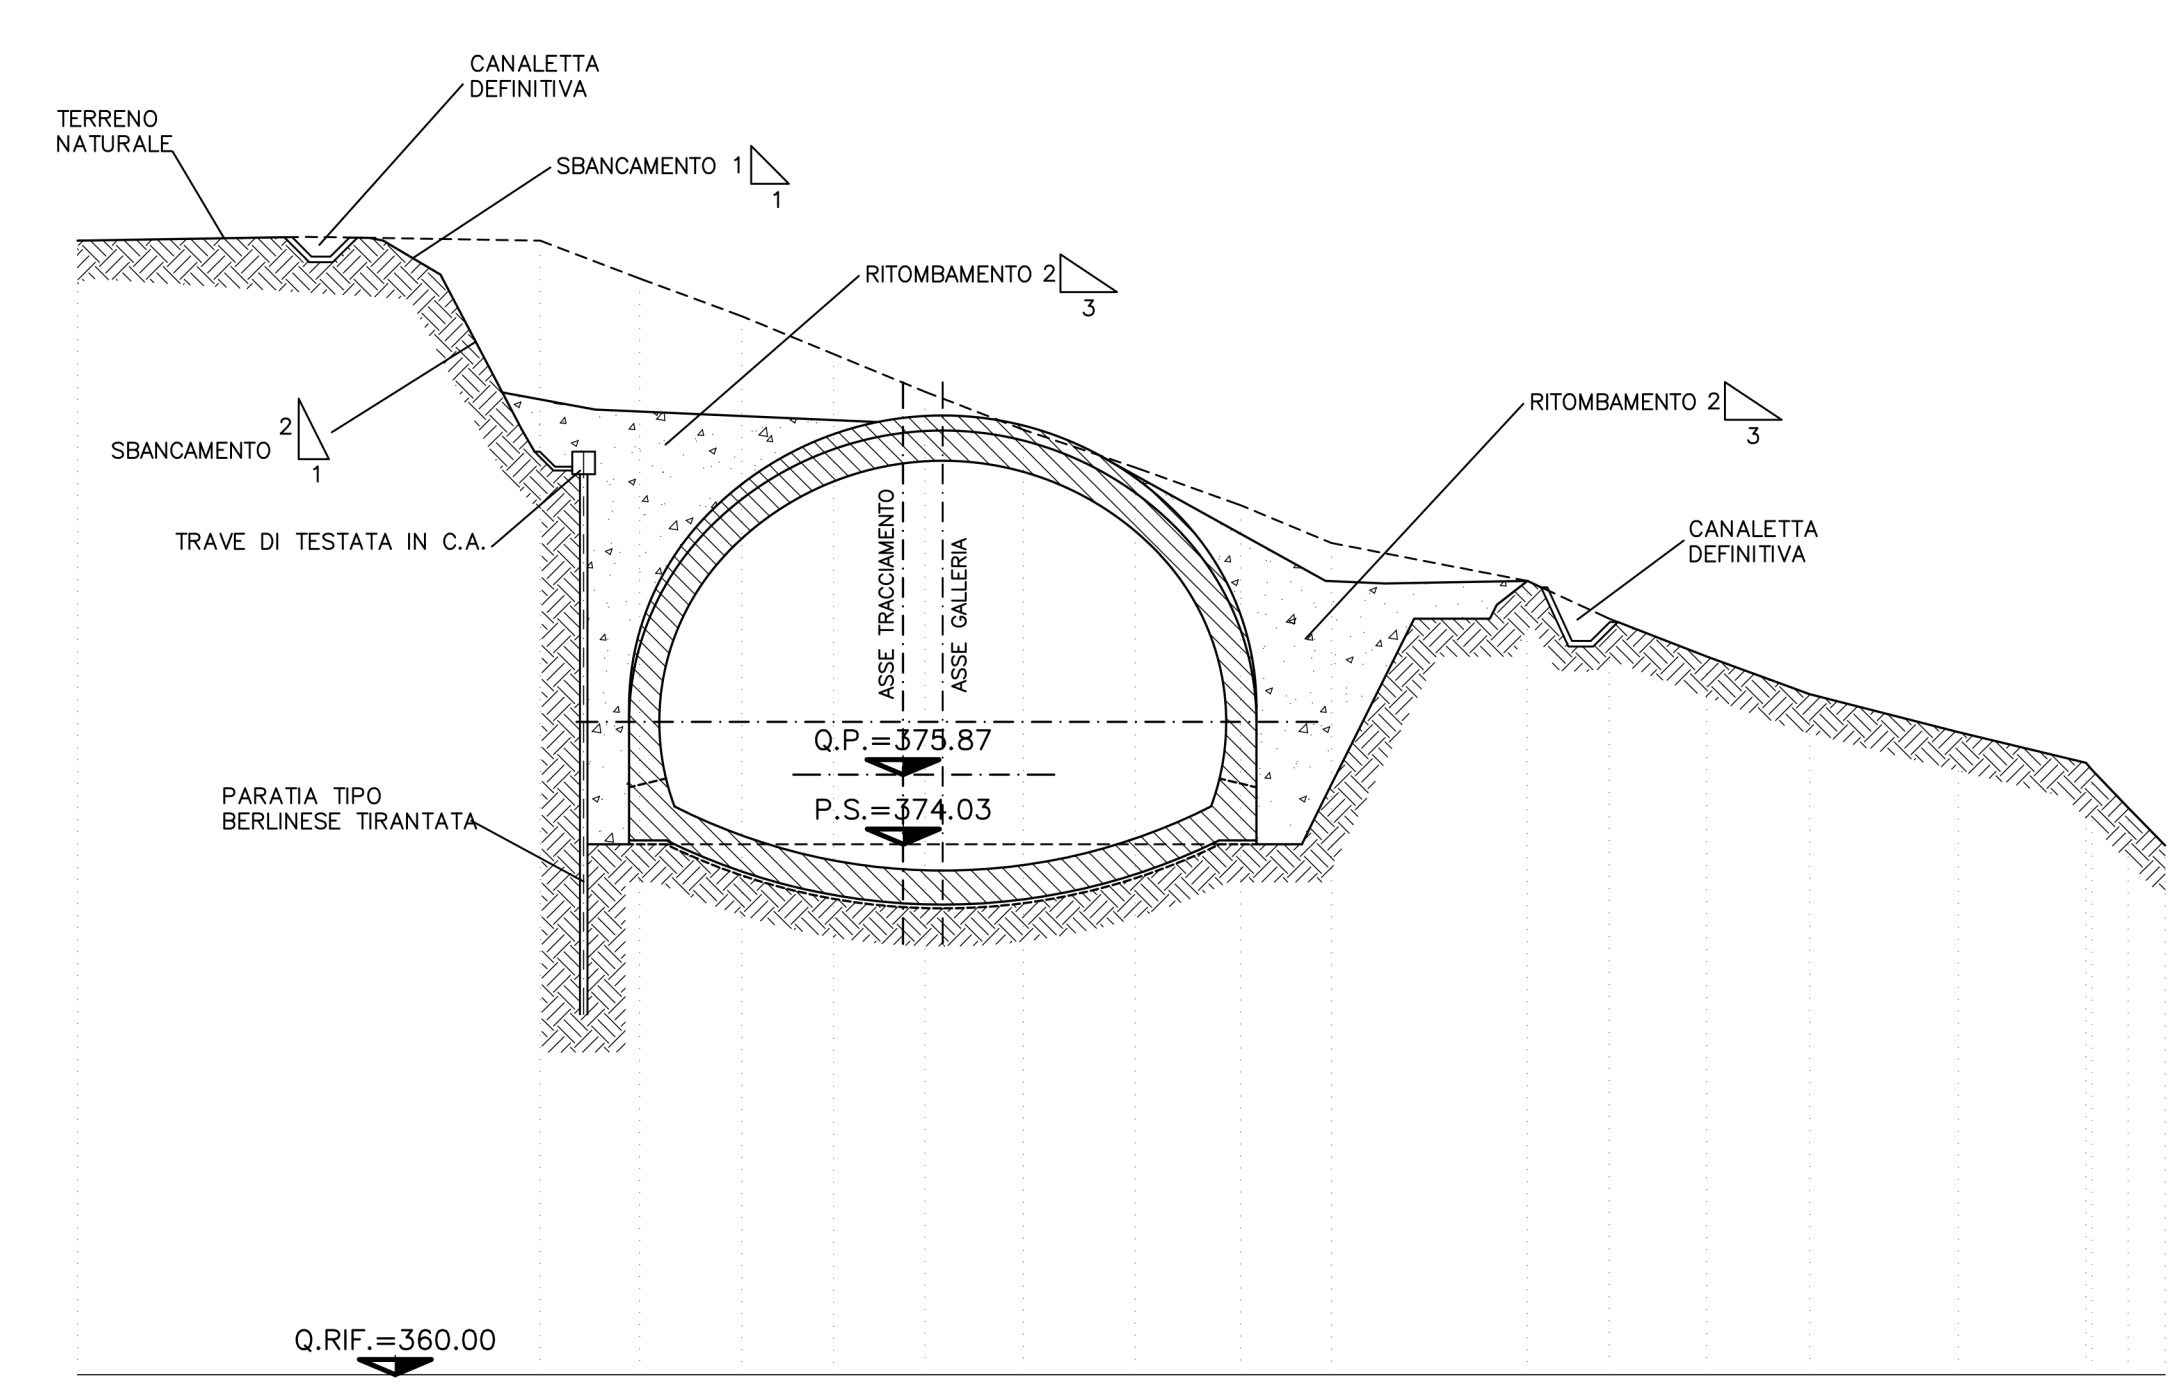 CANALETTA
DEFINITIVA
TERRENO
NATURALE
SBANCAMENTO 1
1
RITOMBAMENTO 2
3
RITOMBAMENTO 2
3
SBANCAMENTO 2
1
TRAVE DI TESTATA IN C.A.
ASSE TRACCIAMENTO
ASSE GALLERIA
CANALETTA
DEFINITIVA
Q.P.=375.87
P.S.=374.03
PARATIA TIPO
BERLINESE TIRANTATA
Q.RIF.=360.00